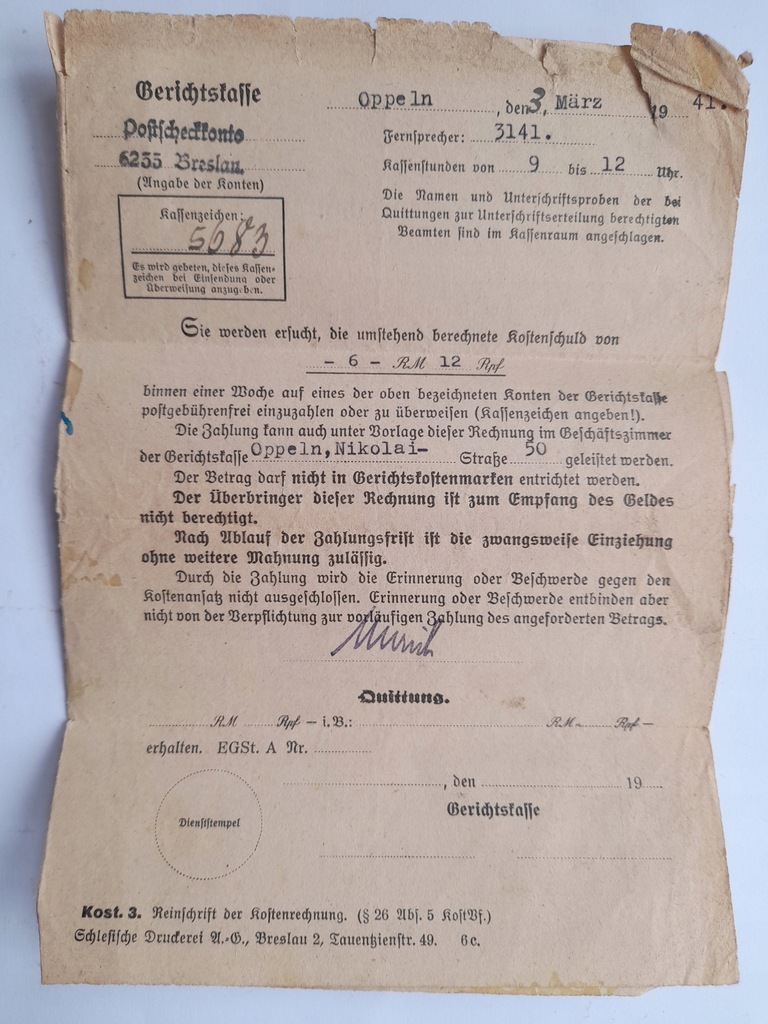 Gerichtskasse
Oppeln, den 3. März 1941.
Postscheckkonto
6235 Breslau.
(Angabe der Konten)
Fernsprecher: 3141.
Kassenstunden von 9 bis 12 Uhr.
Kassenzeichen:
5683
Es wird gebeten, dieses Kassen-
zeichen bei Einsendung oder
Überweisung anzugeben.
Die Namen und Unterschriftsproben der bei
Quittungen zur Unterschriftserteilung berechtigten
Beamten sind im Kassenraum angeschlagen.
Sie werden ersucht, die umstehend berechnete Kostenschuld von
- 6 - RM 12 Rpf
binnen einer Woche auf eines der oben bezeichneten Konten der Gerichtskasse
postgebührenfrei einzuzahlen oder zu überweisen (Kassenzeichen angeben!).
Die Zahlung kann auch unter Vorlage dieser Rechnung im Geschäftszimmer
der Gerichtskasse Oppeln, Nikolai- Straße 50 geleistet werden.
Der Betrag darf nicht in Gerichtskostenmarken entrichtet werden.
Der Überbringer dieser Rechnung ist zum Empfang des Geldes
nicht berechtigt.
Nach Ablauf der Zahlungsfrist ist die zwangsweise Einziehung
ohne weitere Mahnung zulässig.
Durch die Zahlung wird die Erinnerung oder Beschwerde gegen den
Kostenansatz nicht ausgeschlossen. Erinnerung oder Beschwerde entbinden aber
nicht von der Verpflichtung zur vorläufigen Zahlung des angeforderten Betrags.
Quittung.
RM Rpf — i. B.: RM Rpf —
erhalten. EGSt. A Nr.
, den 19
Gerichtskasse
Dienststempel
Kost. 3. Reinschrift der Kostenrechnung. (§ 26 Abs. 5 KostVf.)
Schlesische Druckerei A.-G., Breslau 2, Tauentzienstr. 49. 6c.